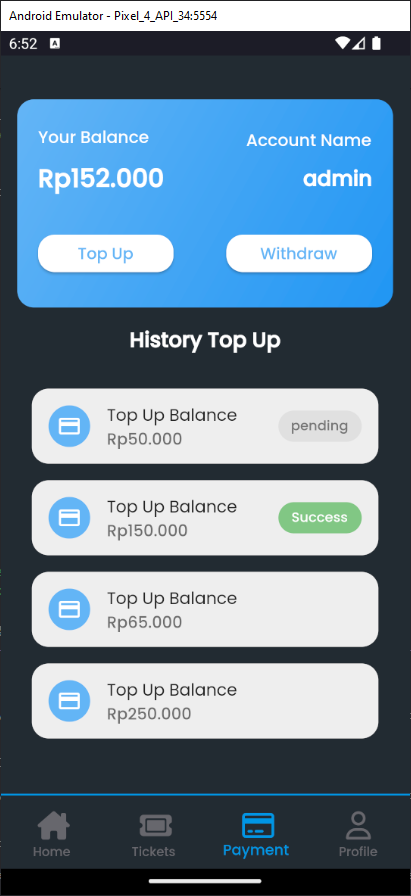 Android Emulator - Pixel_4_API_34:5554
6:52 A
Your Balance
Account Name
Rp152.000
admin
Top Up
Withdraw
History Top Up
Top Up Balance
Rp50.000
pending
Top Up Balance
Rp150.000
Success
Top Up Balance
Rp65.000
Top Up Balance
Rp250.000
Home
Tickets
Payment
Profile